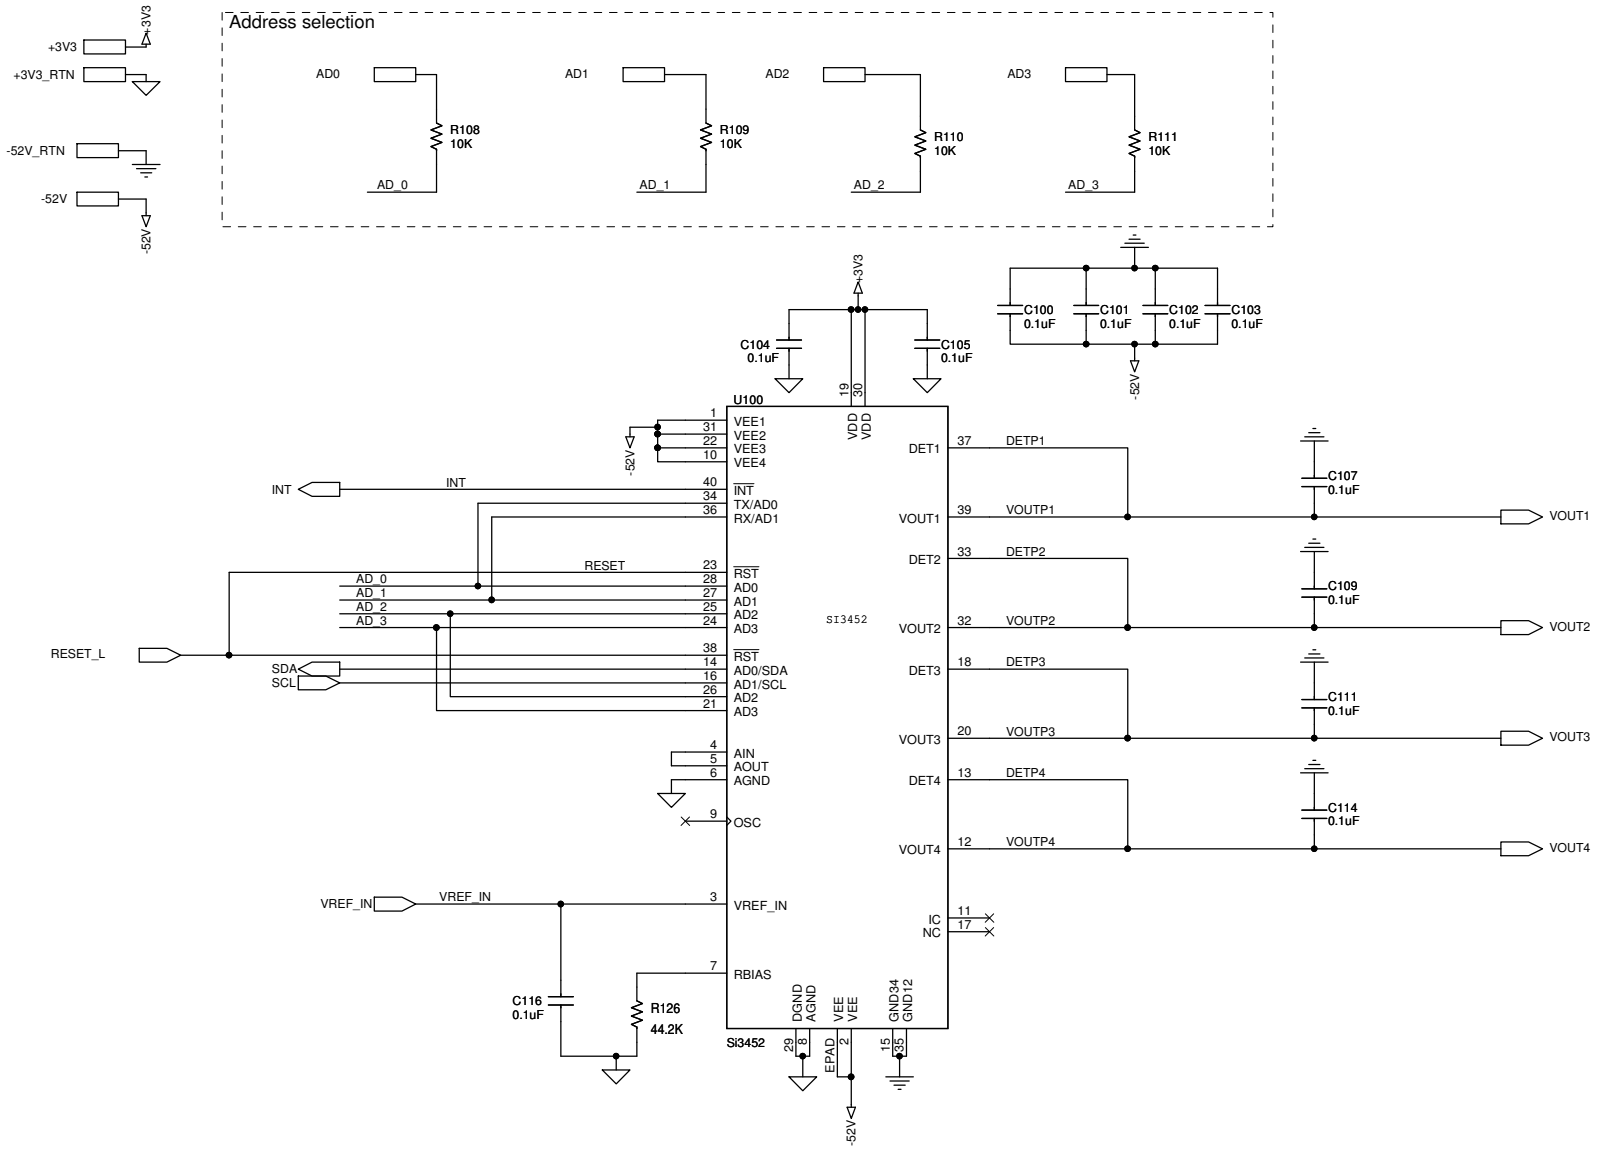 Address selection
+3V3
+3V3
+3V3_RTN
-52V_RTN
-52V
-52V
AD0
AD1
AD2
AD3
R108
10K
R109
10K
R110
10K
R111
10K
AD_0
AD_1
AD_2
AD_3
+3V3
C104
0.1uF
C105
0.1uF
C100
0.1uF
C101
0.1uF
C102
0.1uF
C103
0.1uF
-52V
U100
19
30
VDD
VDD
-52V
1
VEE1
31
VEE2
22
VEE3
10
VEE4
INT
INT
40
INT
34
TX/AD0
36
RX/AD1
RESET
23
RST
AD_0
28
AD0
AD_1
27
AD1
AD_2
25
AD2
AD_3
24
AD3
RESET_L
38
RST
SDA
14
AD0/SDA
SCL
16
AD1/SCL
26
AD2
21
AD3
4
AIN
5
AOUT
6
AGND
9
OSC
VREF_IN
VREF_IN
3
VREF_IN
7
RBIAS
C116
0.1uF
R126
44.2K
SI3452
DET1
37
DETP1
VOUT1
39
VOUTP1
C107
0.1uF
VOUT1
DET2
33
DETP2
VOUT2
32
VOUTP2
C109
0.1uF
VOUT2
DET3
18
DETP3
VOUT3
20
VOUTP3
C111
0.1uF
VOUT3
DET4
13
DETP4
VOUT4
12
VOUTP4
C114
0.1uF
VOUT4
IC
11
NC
17
DGND
AGND
VEE
VEE
GND34
GND12
Si3452
29
8
EPAD
2
15
35
-52V